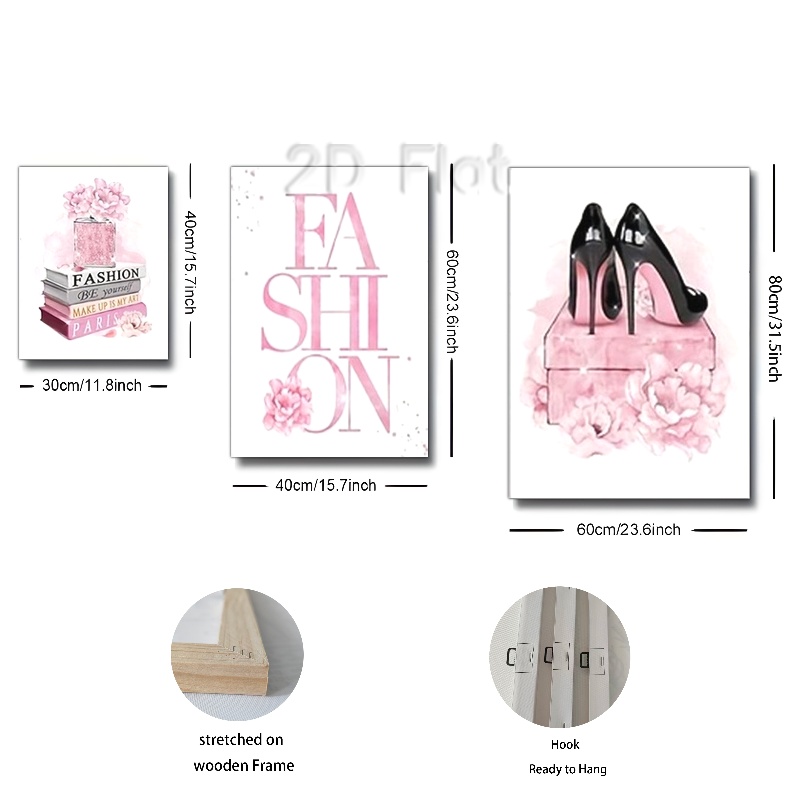 2D Flat
FASHION
BE yourself
MAKE UP IS MY ART
PARIS
40cm/15.7inch
30cm/11.8inch
FA
SHI
ON
60cm/23.6inch
40cm/15.7inch
80cm/31.5inch
60cm/23.6inch
stretched on
wooden Frame
Hook
Ready to Hang